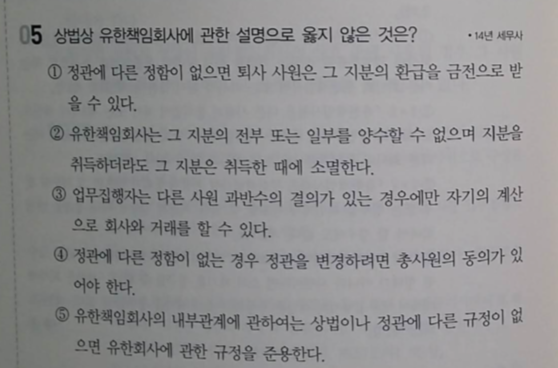 05 상법상 유한책임회사에 관한 설명으로 옳지 않은 것은? • 14년 세무사
① 정관에 다른 정함이 없으면 퇴사 사원은 그 지분의 환급을 금전으로 받
을 수 있다.
② 유한책임회사는 그 지분의 전부 또는 일부를 양수할 수 없으며 지분을
취득하더라도 그 지분은 취득한 때에 소멸한다.
③ 업무집행자는 다른 사원 과반수의 결의가 있는 경우에만 자기의 계산
으로 회사와 거래를 할 수 있다.
④ 정관에 다른 정함이 없는 경우 정관을 변경하려면 총사원의 동의가 있
어야 한다.
⑤ 유한책임회사의 내부관계에 관하여는 상법이나 정관에 다른 규정이 없
으면 유한회사에 관한 규정을 준용한다.